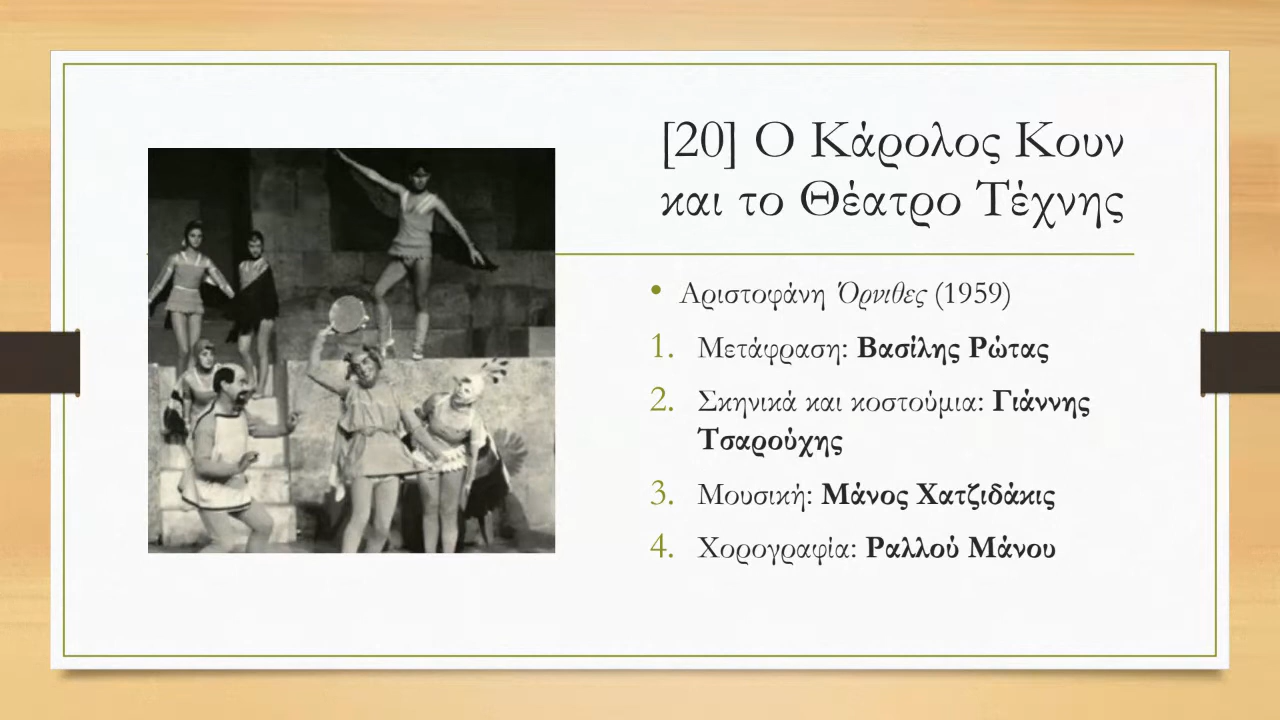 [20] Ο Κάρολος Κουν
και το Θέατρο Τέχνης
• Αριστοφάνη Όρνιθες (1959)
1. Μετάφραση: Βασίλης Ρώτας
2. Σκηνικά και κοστούμια: Γιάννης
Τσαρούχης
3. Μουσική: Μάνος Χατζιδάκις
4. Χορογραφία: Ραλλού Μάνου